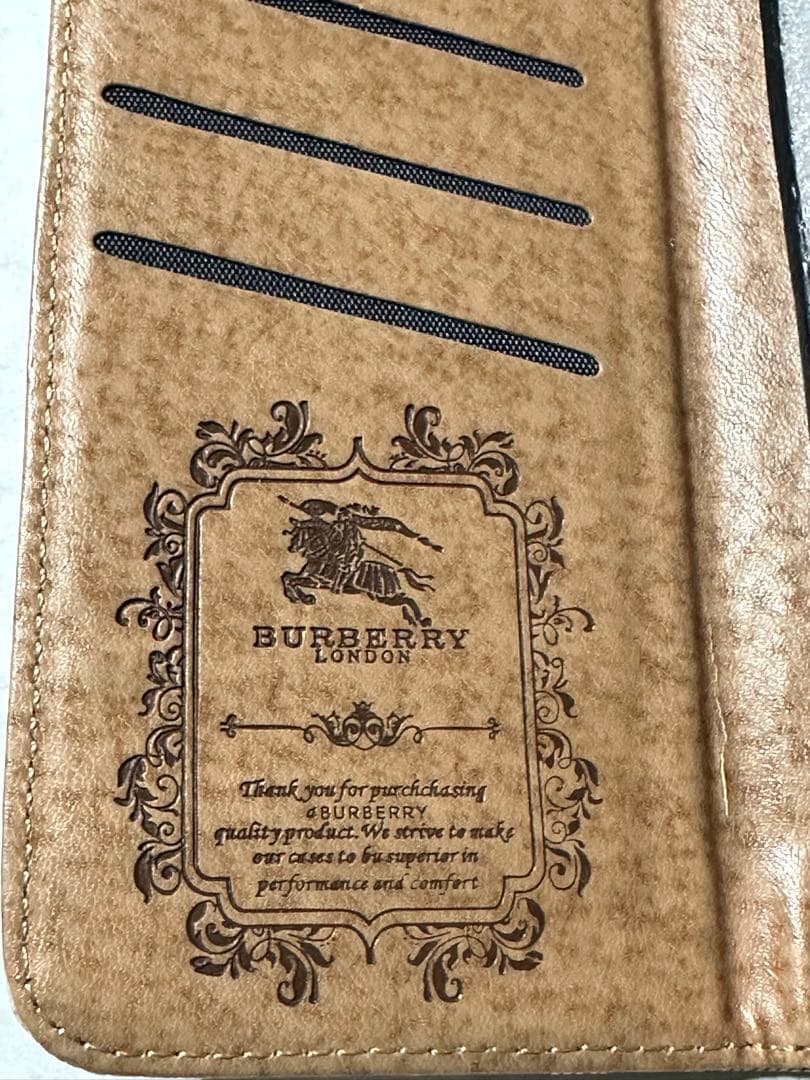 BURBERRY
LONDON
Thank you for purchchasing
a BURBERRY
quality product. We strive to make
our cases to bu superior in
performance and comfort